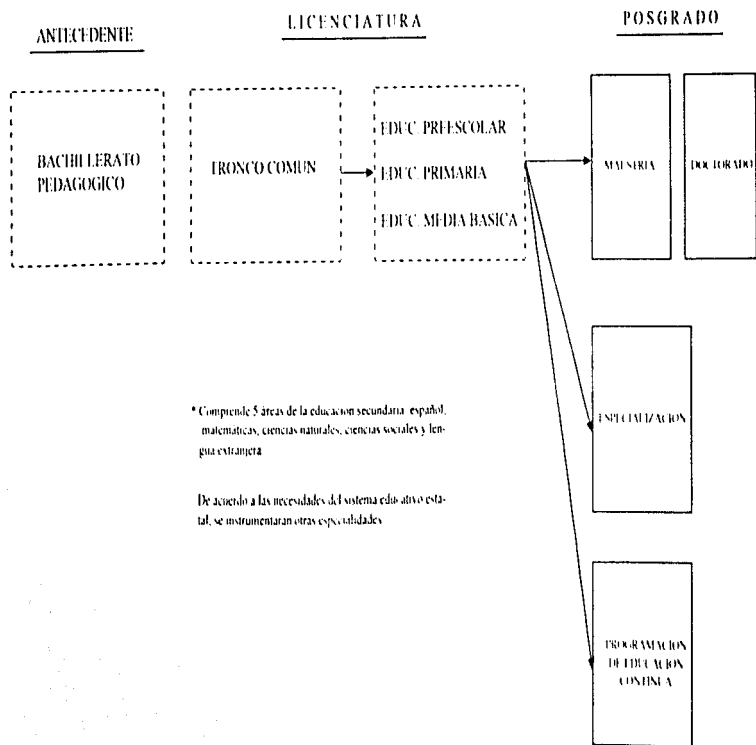 ANTECEDENTE
LICENCIATURA
POSGRADO
BACHILLERATO
PEDAGOGICO
TRONCO COMUN
EDUC. PREESCOLAR
EDUC. PRIMARIA
EDUC. MEDIA BASICA
MAESTRIA
DOCTORADO
* Comprende 5 áreas de la educacion secundaria español,
matemáticas, ciencias naturales, ciencias sociales y len-
gua extranjera
De acuerdo a las necesidades del sistema educativo esta-
tal, se instrumentaran otras especialidades
ESPECIALIZACION
PROGRAMACION
DE EDUCACION
CONTINUA